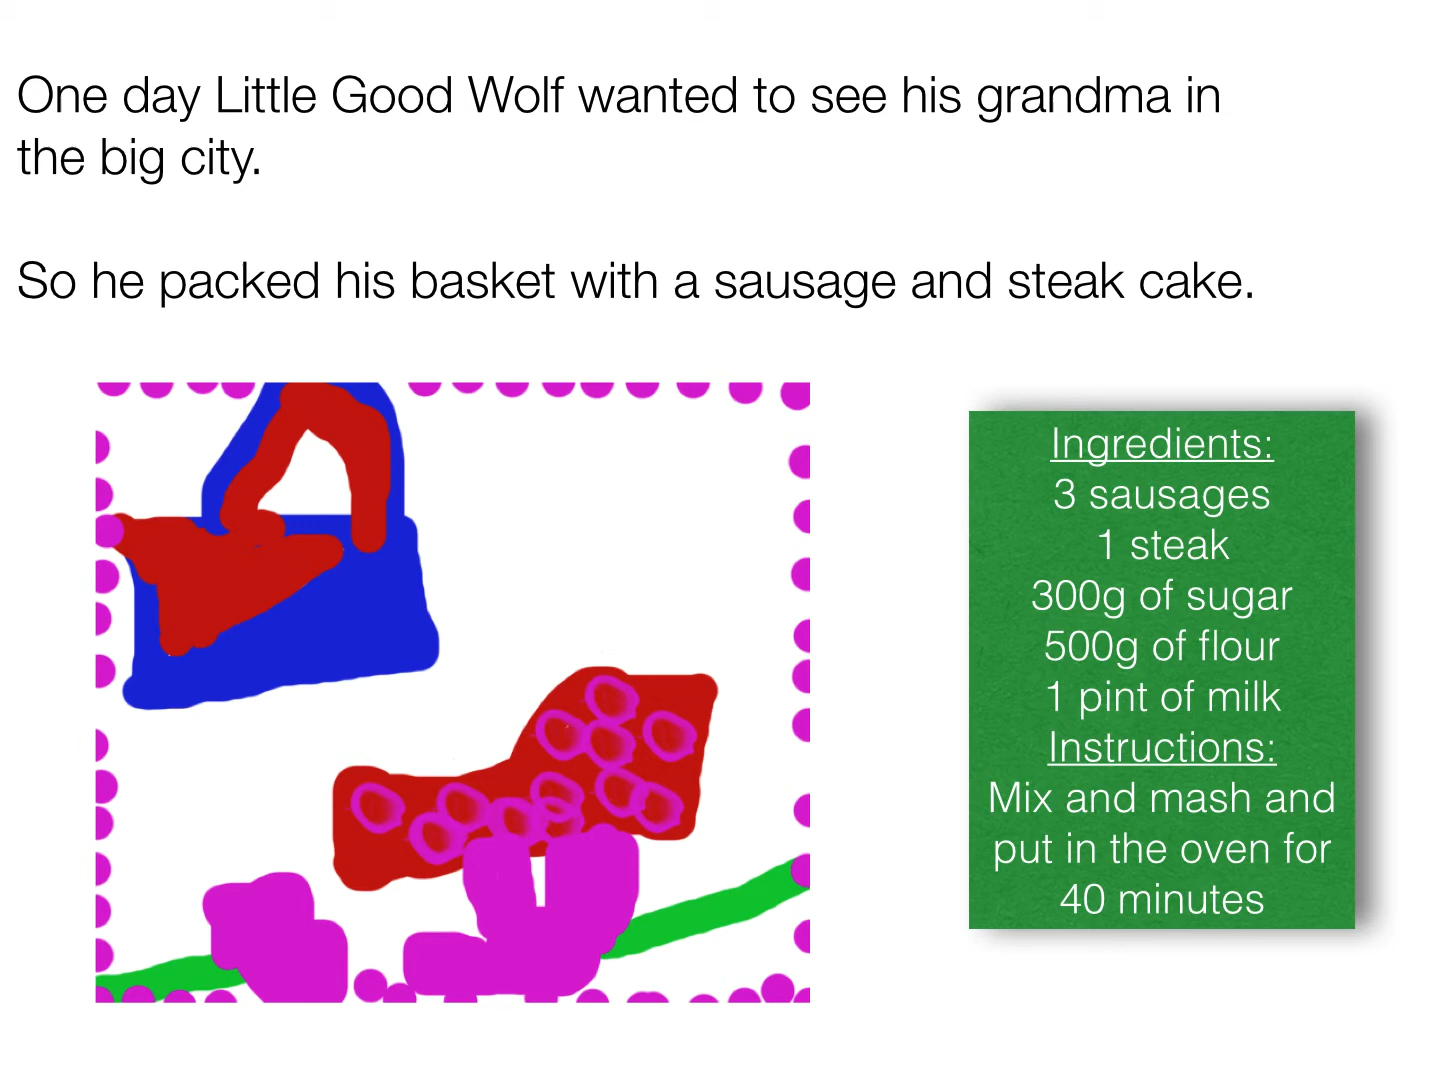 One day Little Good Wolf wanted to see his grandma in
the big city.
So he packed his basket with a sausage and steak cake.
Ingredients:
3 sausages
1 steak
300g of sugar
500g of flour
1 pint of milk
Instructions:
Mix and mash and
put in the oven for
40 minutes